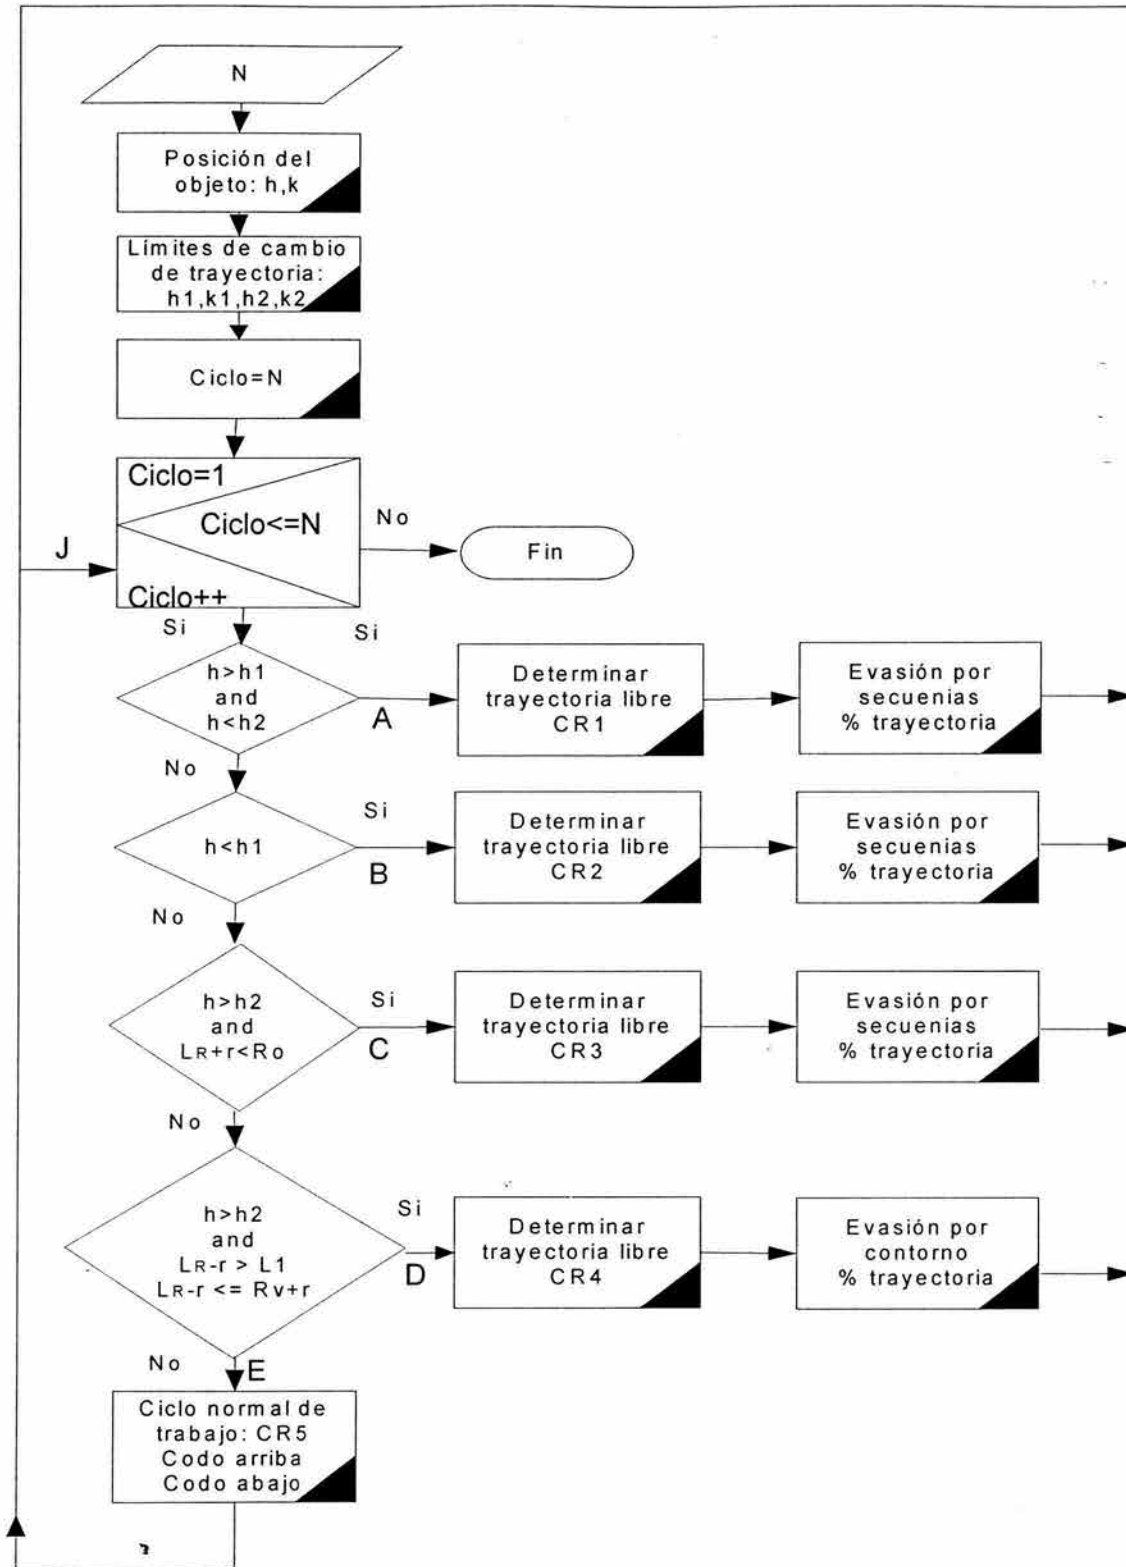 N
Posición del
objeto: h,k
Límites de cambio
de trayectoria:
h1,k1,h2,k2
Ciclo=N
Ciclo=1
Ciclo<=N
Ciclo++
No
Fin
J
Si
Si
h>h1
and
h<h2
A
Determinar
trayectoria libre
CR1
Evasión por
secuenias
% trayectoria
No
h<h1
Si
B
Determinar
trayectoria libre
CR2
Evasión por
secuenias
% trayectoria
No
h>h2
and
LR+r<Ro
Si
C
Determinar
trayectoria libre
CR3
Evasión por
secuenias
% trayectoria
No
h>h2
and
LR-r > L1
LR-r <= Rv+r
Si
D
Determinar
trayectoria libre
CR4
Evasión por
contorno
% trayectoria
No
E
Ciclo normal de
trabajo: CR5
Codo arriba
Codo abajo